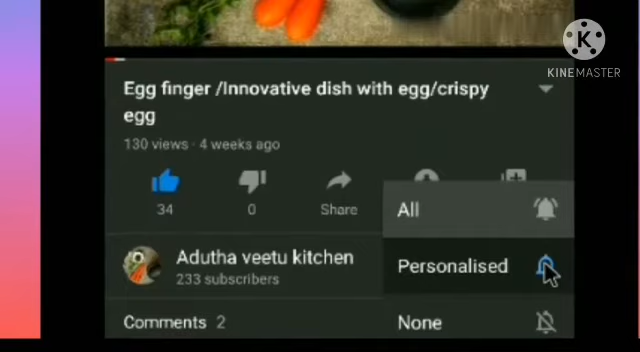 KINEMASTER
Egg finger /Innovative dish with egg/crispy
egg
130 views · 4 weeks ago
34
0
Share
All
Adutha veetu kitchen
233 subscribers
Personalised
Comments 2
None